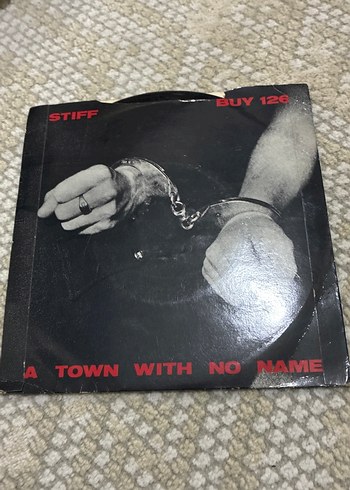 STIFF BUY 126
A TOWN WITH NO NAME